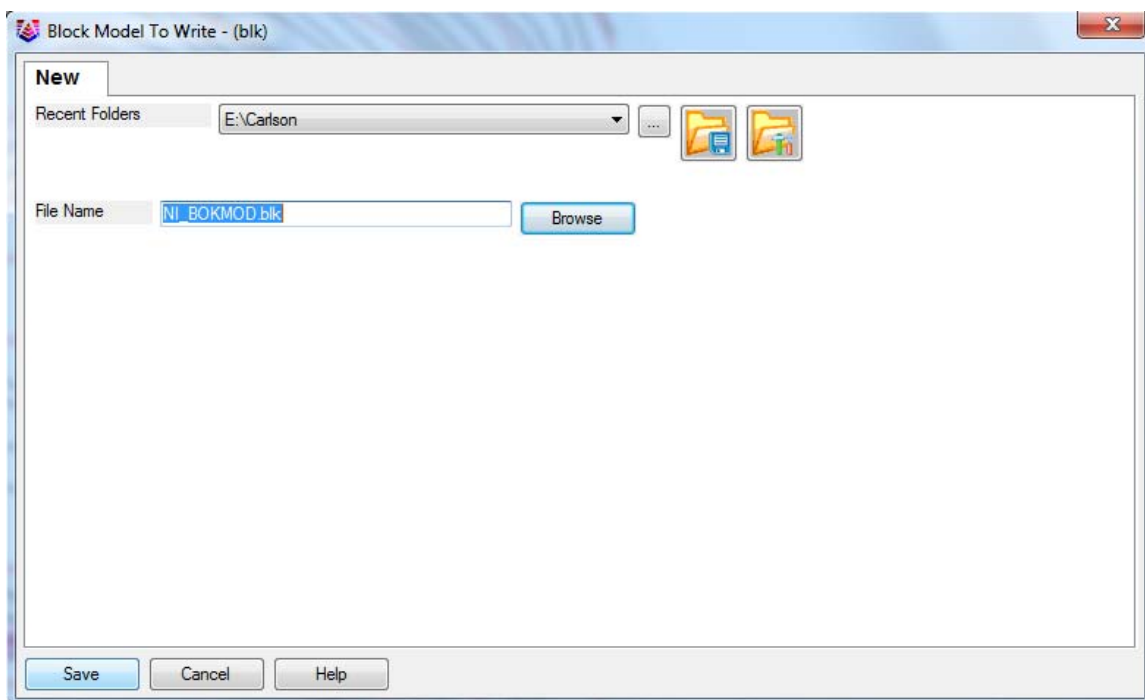 Block Model To Write - (blk)
New
Recent Folders E:\Carlson ...
File Name NI_BOKMOD.blk Browse
Save Cancel Help